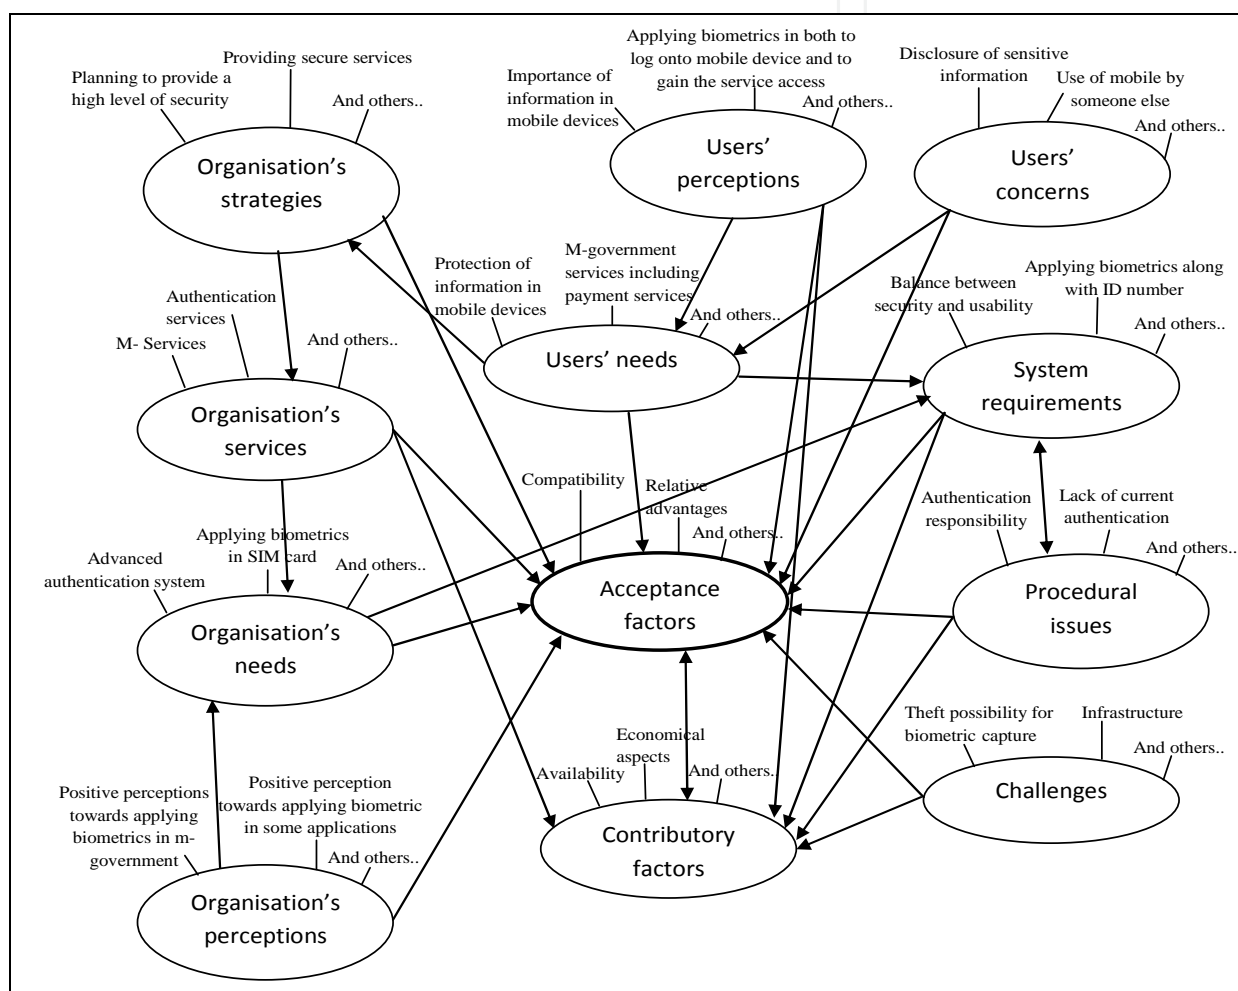 Providing secure services
Planning to provide a
high level of security
And others..
Organisation's
strategies
Applying biometrics in both to
log onto mobile device and to
gain the service access
Importance of
information in
mobile devices
And others..
Users'
perceptions
Disclosure of sensitive
information
Use of mobile by
someone else
And others..
Users'
concerns
Authentication
services
M- Services
And others..
Organisation's
services
Protection of
information in
mobile devices
M-government
services including
payment services
And others..
Users' needs
Balance between
security and usability
Applying biometrics along
with ID number
And others..
System
requirements
Applying biometrics
in SIM card
Advanced
authentication system
And others..
Organisation's
needs
Compatibility
Relative
advantages
And others..
Acceptance
factors
Authentication
responsibility
Lack of current
authentication
And others..
Procedural
issues
Positive perceptions
towards applying
biometrics in m-
government
Positive perception
towards applying biometric
in some applications
And others..
Organisation's
perceptions
Economical
aspects
Availability
And others..
Contributory
factors
Theft possibility for
biometric capture
Infrastructure
And others..
Challenges